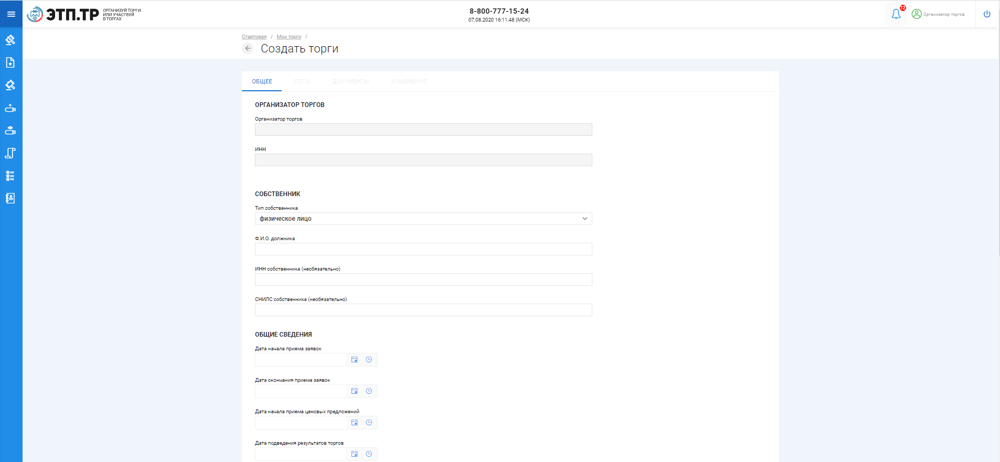 ЭТП.ТР
ОРГАНИЗУЙ ТОРГИ
ИЛИ УЧАСТВУЙ
В ТОРГАХ
8-800-777-15-24
07.08.2020 16:11:48 (МСК)
12
Организатор торгов
Стартовая / Мои торги /
Создать торги
ОБЩЕЕ ЛОТЫ ДОКУМЕНТЫ ИЗМЕНЕНИЯ
ОРГАНИЗАТОР ТОРГОВ
Организатор торгов
ИНН
СОБСТВЕННИК
Тип собственника
физическое лицо
Ф.И.О. должника
ИНН собственника (необязательно)
СНИЛС собственника (необязательно)
ОБЩИЕ СВЕДЕНИЯ
Дата начала приема заявок
Дата окончания приема заявок
Дата начала приема ценовых предложений
Дата подведения результатов торгов